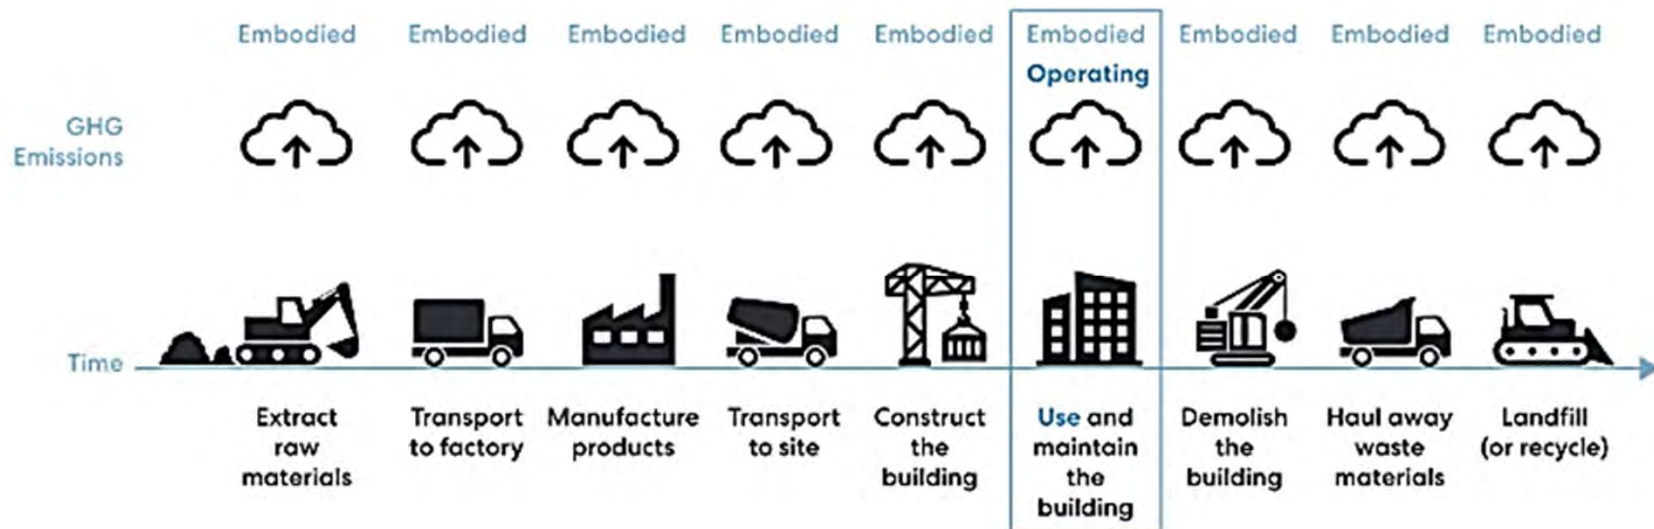 Embodied Embodied Embodied Embodied Embodied Embodied Embodied Embodied Embodied
Operating
GHG
Emissions
Time
Extract
raw
materials
Transport
to factory
Manufacture
products
Transport
to site
Construct
the
building
Use and
maintain
the
building
Demolish
the
building
Haul away
waste
materials
Landfill
(or recycle)